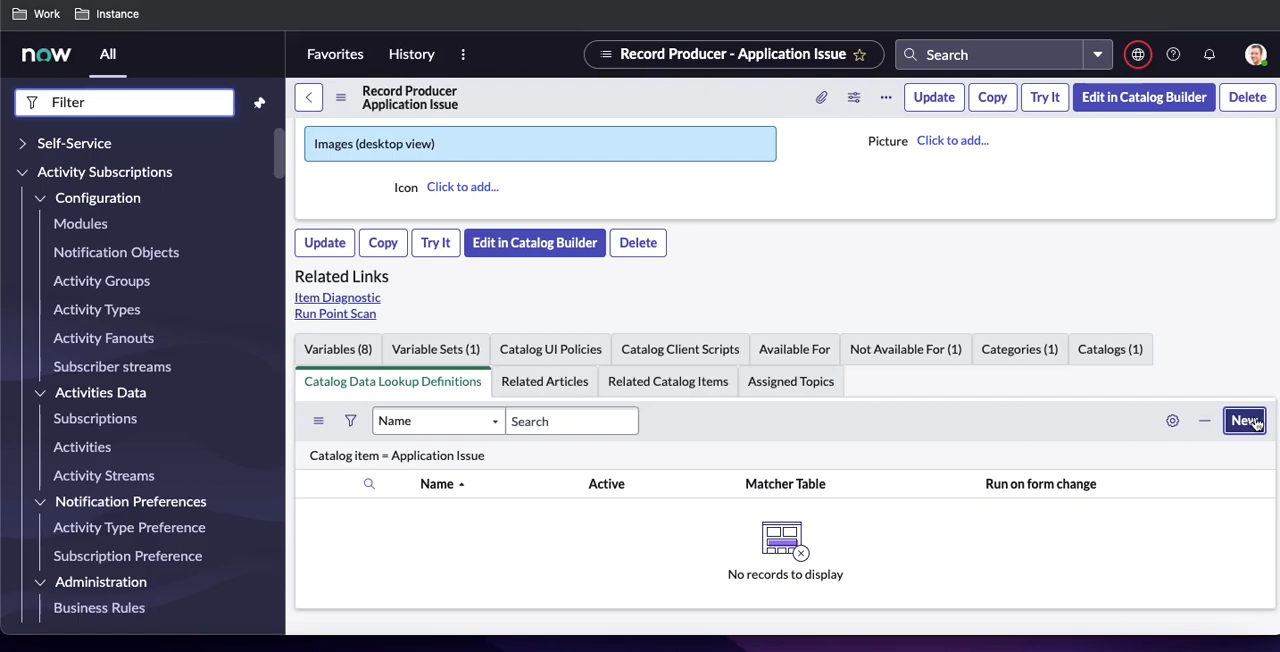 Work Instance
now All Favorites History Record Producer - Application Issue Search
Filter
Record Producer
Application Issue
Update Copy Try It Edit in Catalog Builder Delete
Self-Service
Activity Subscriptions
Configuration
Modules
Notification Objects
Activity Groups
Activity Types
Activity Fanouts
Subscriber streams
Activities Data
Subscriptions
Activities
Activity Streams
Notification Preferences
Activity Type Preference
Subscription Preference
Administration
Business Rules
Images (desktop view)
Picture Click to add...
Icon Click to add...
Update Copy Try It Edit in Catalog Builder Delete
Related Links
Item Diagnostic
Run Point Scan
Variables (8) Variable Sets (1) Catalog UI Policies Catalog Client Scripts Available For Not Available For (1) Categories (1) Catalogs (1)
Catalog Data Lookup Definitions Related Articles Related Catalog Items Assigned Topics
Name Search New
Catalog item = Application Issue
Name Active Matcher Table Run on form change
No records to display